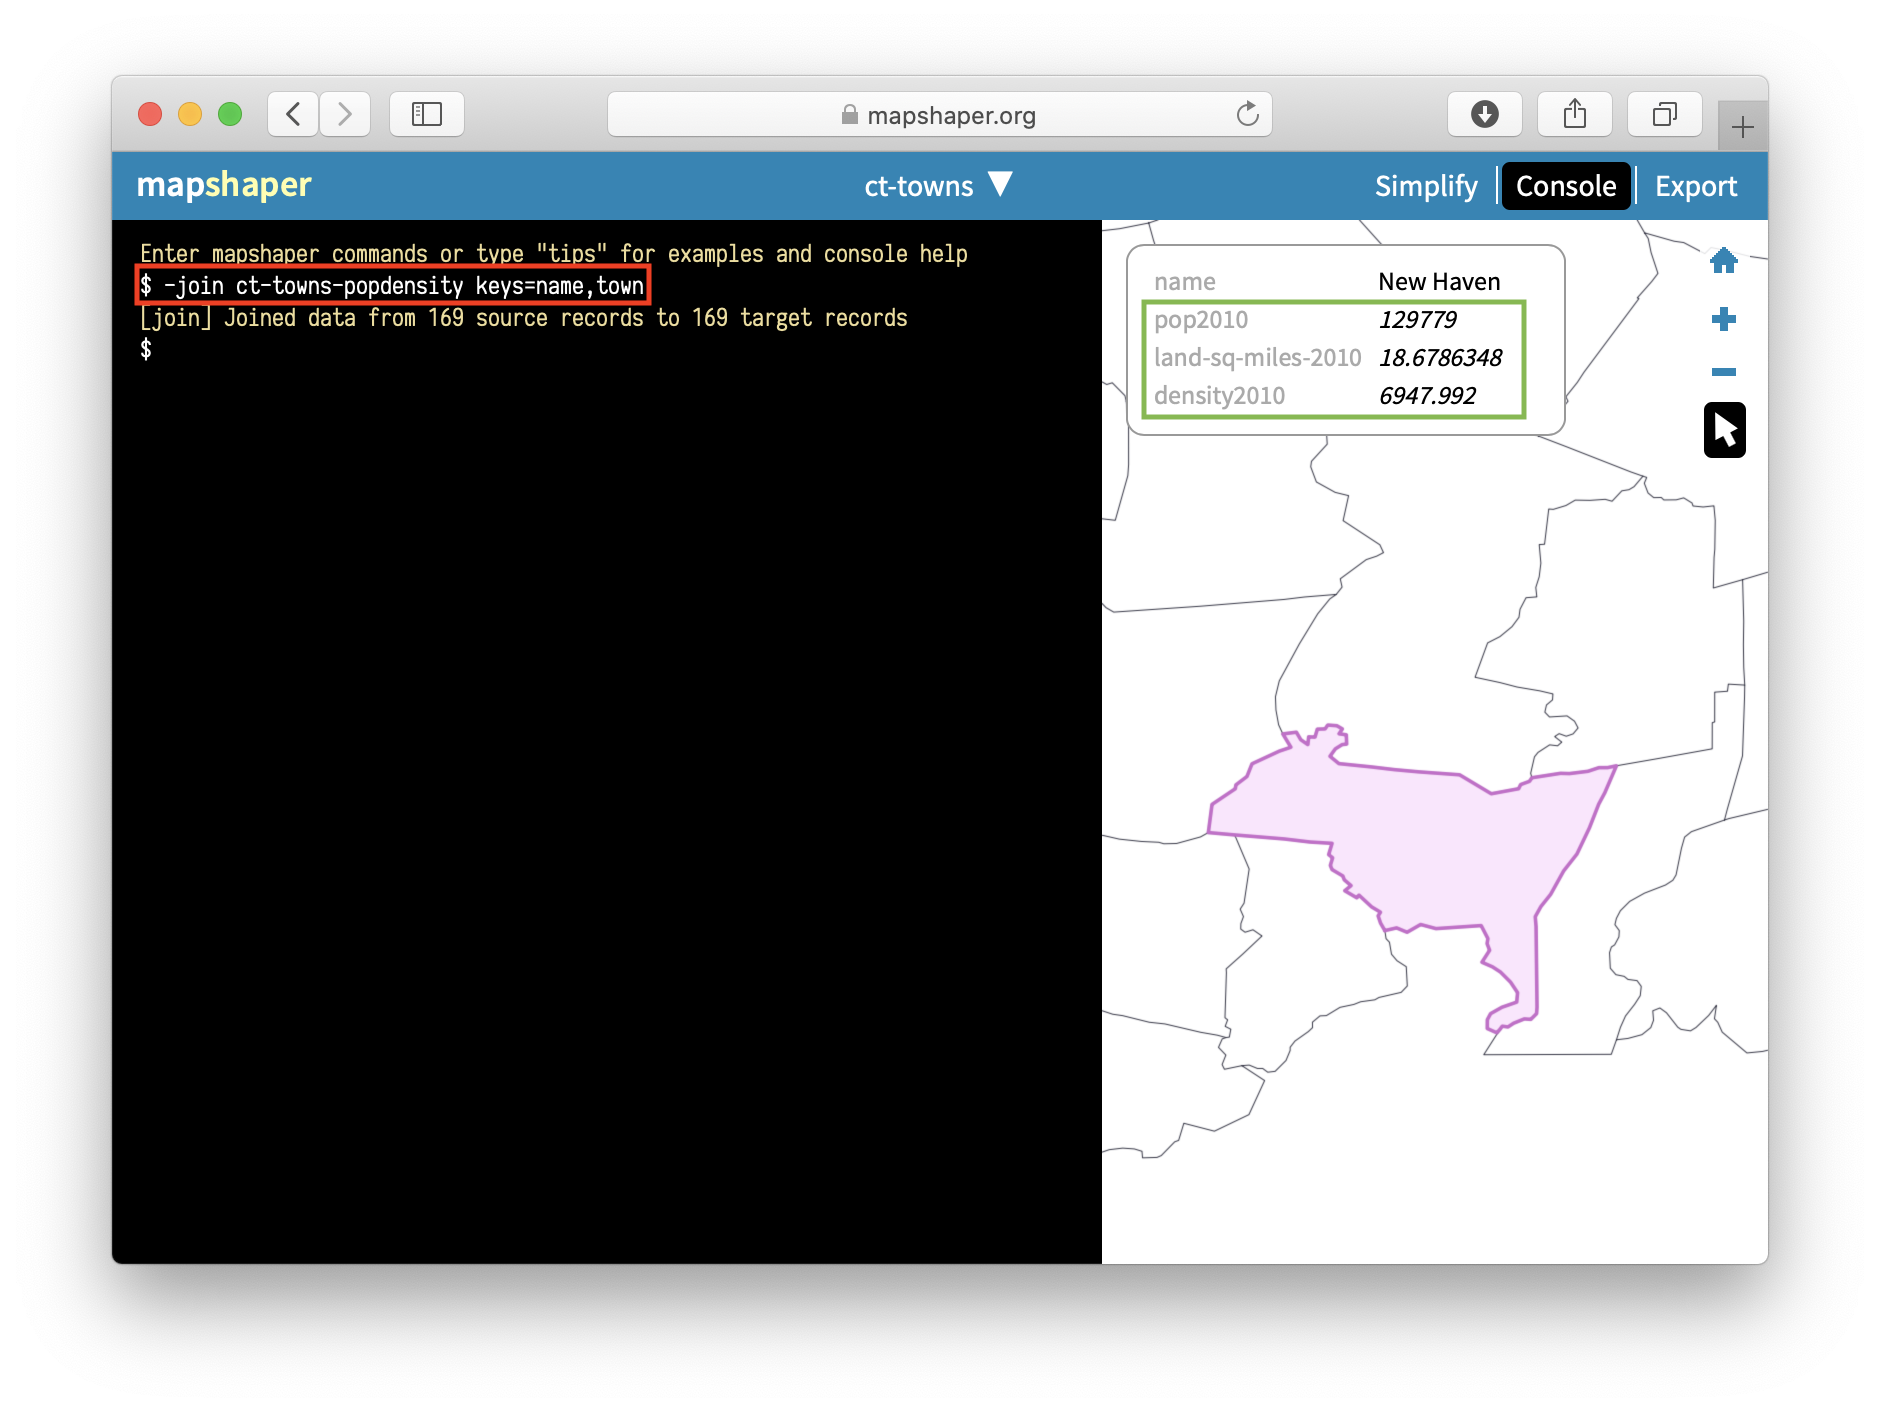 mapshaper.org
mapshaper
ct-towns
Simplify
Console
Export
Enter mapshaper commands or type "tips" for examples and console help
$ -join ct-towns-popdensity keys=name,town
[join] Joined data from 169 source records to 169 target records
$
name New Haven
pop2010 129779
land-sq-miles-2010 18.6786348
density2010 6947.992